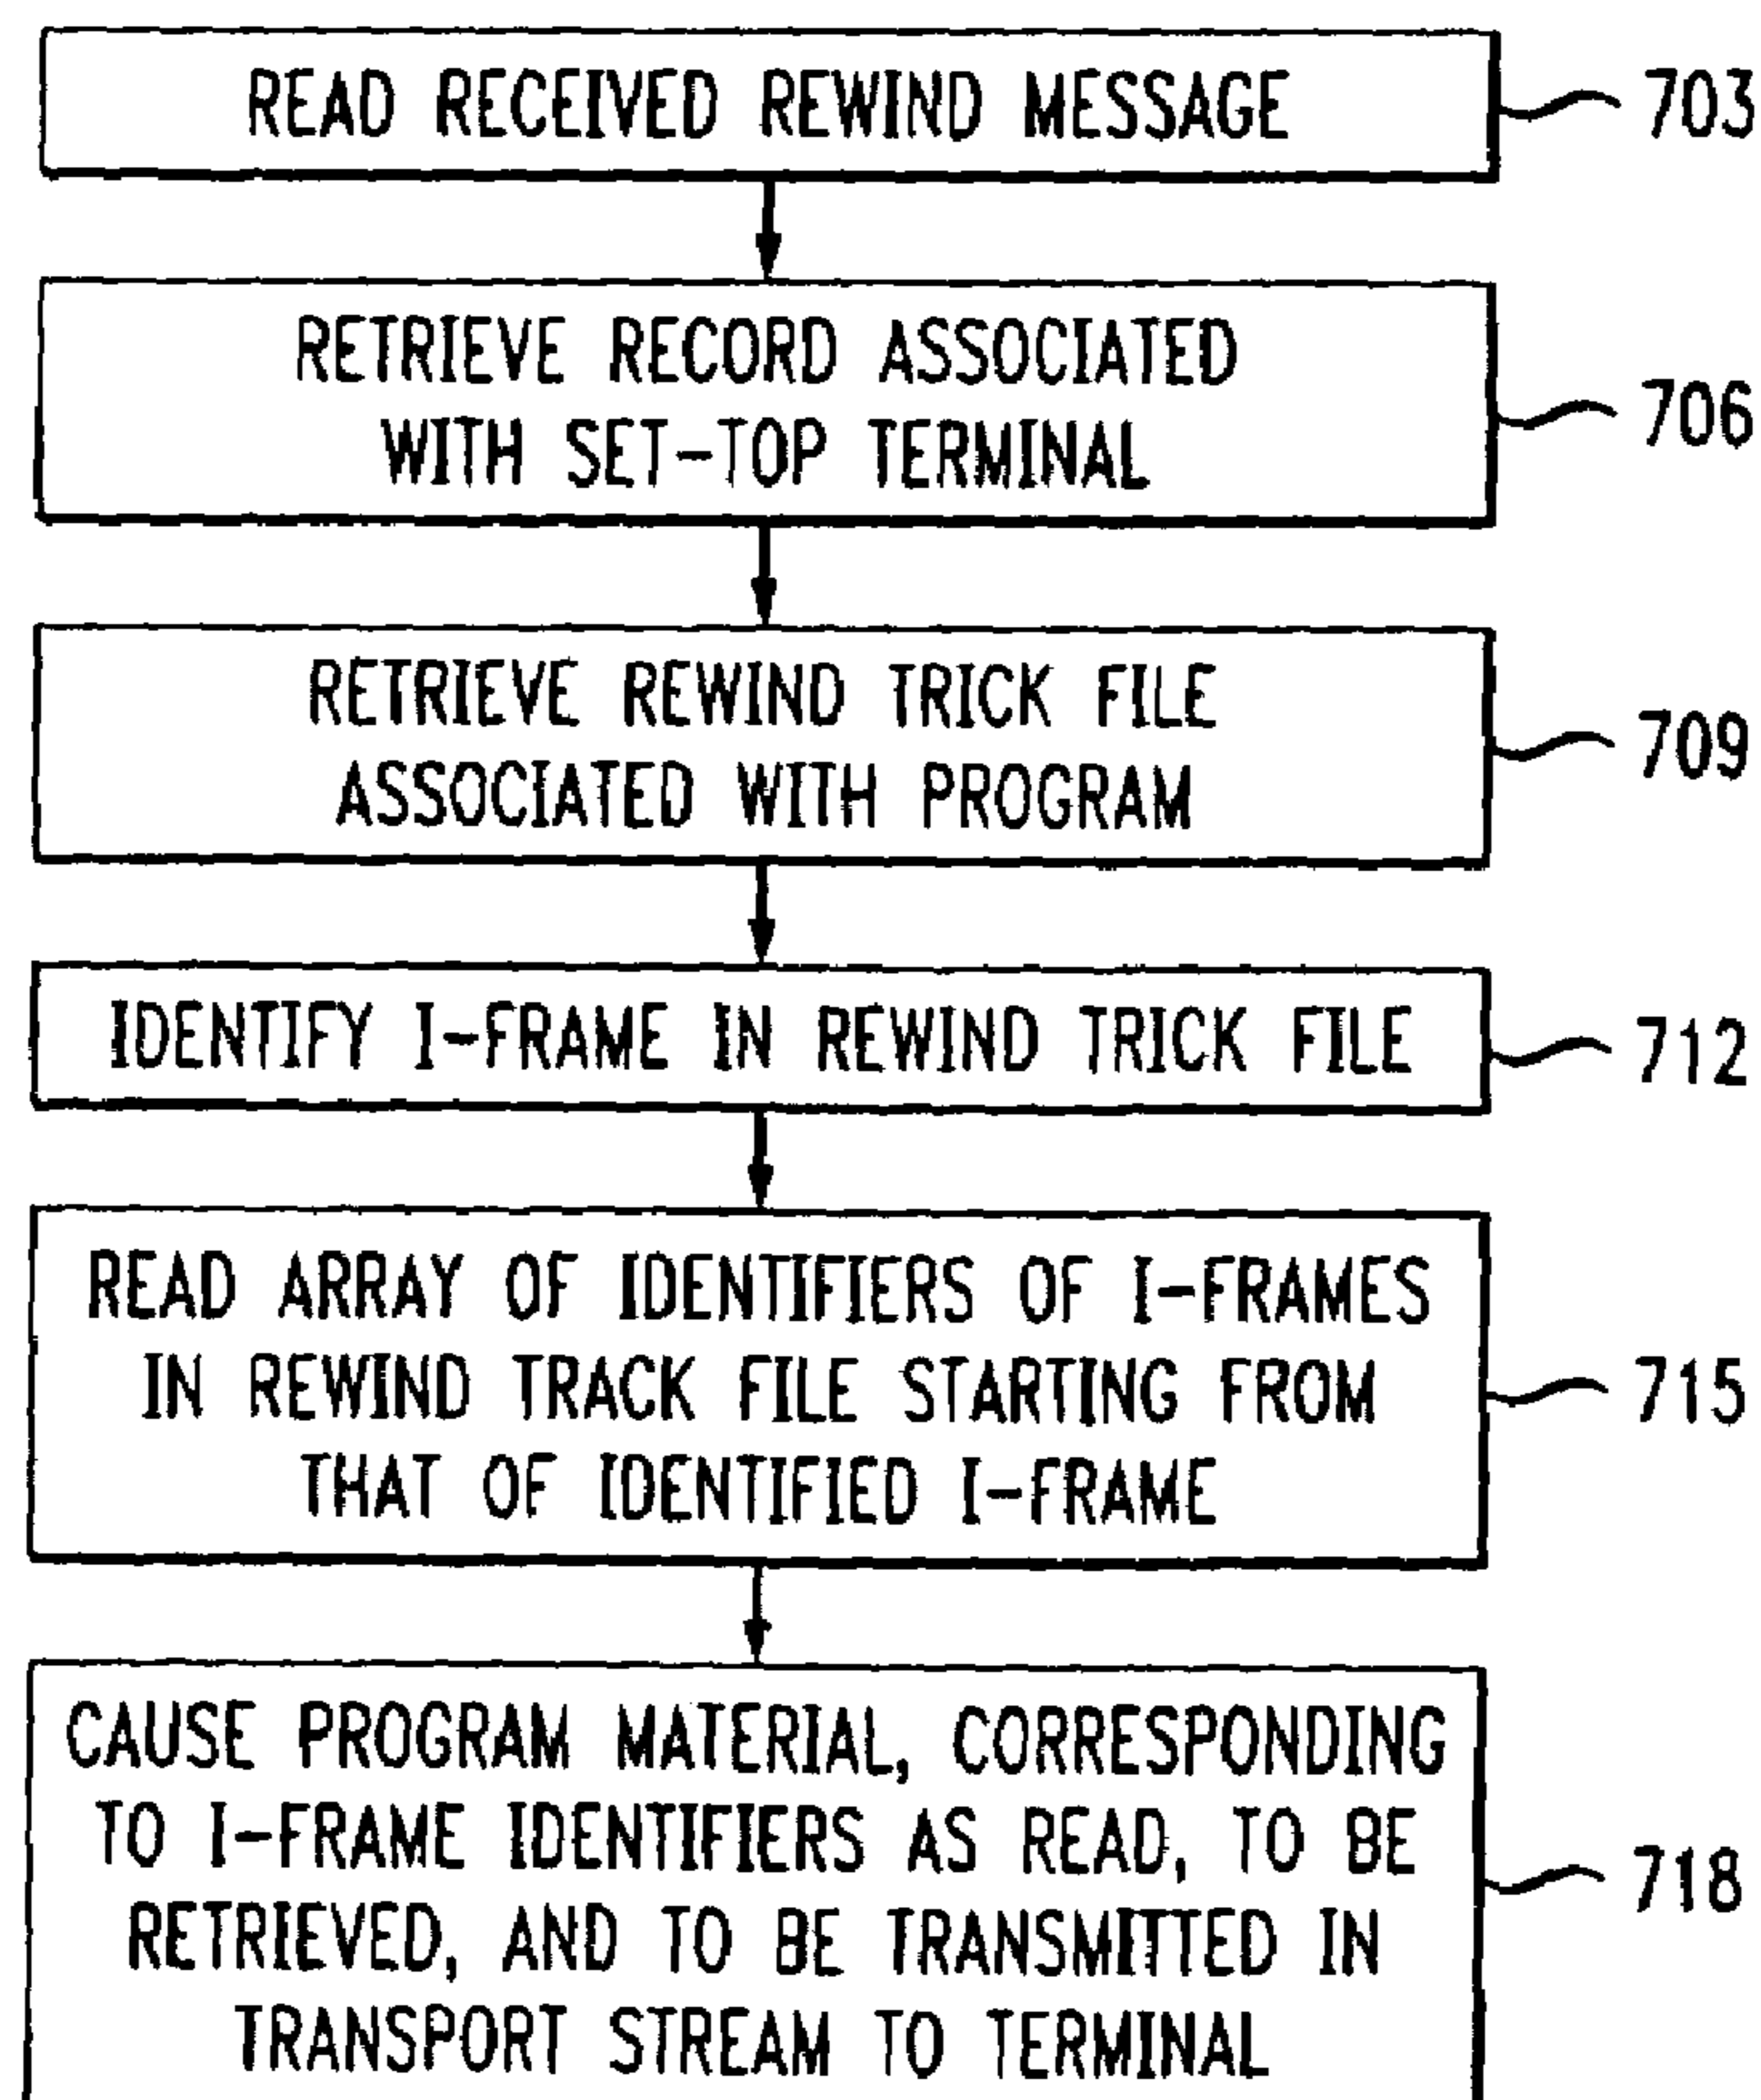 READ RECEIVED REWIND MESSAGE
703
RETRIEVE RECORD ASSOCIATED
WITH SET-TOP TERMINAL
706
RETRIEVE REWIND TRICK FILE
ASSOCIATED WITH PROGRAM
709
IDENTIFY I-FRAME IN REWIND TRICK FILE
712
READ ARRAY OF IDENTIFIERS OF I-FRAMES
IN REWIND TRACK FILE STARTING FROM
THAT OF IDENTIFIED I-FRAME
715
CAUSE PROGRAM MATERIAL, CORRESPONDING
TO I-FRAME IDENTIFIERS AS READ, TO BE
RETRIEVED, AND TO BE TRANSMITTED IN
TRANSPORT STREAM TO TERMINAL
718